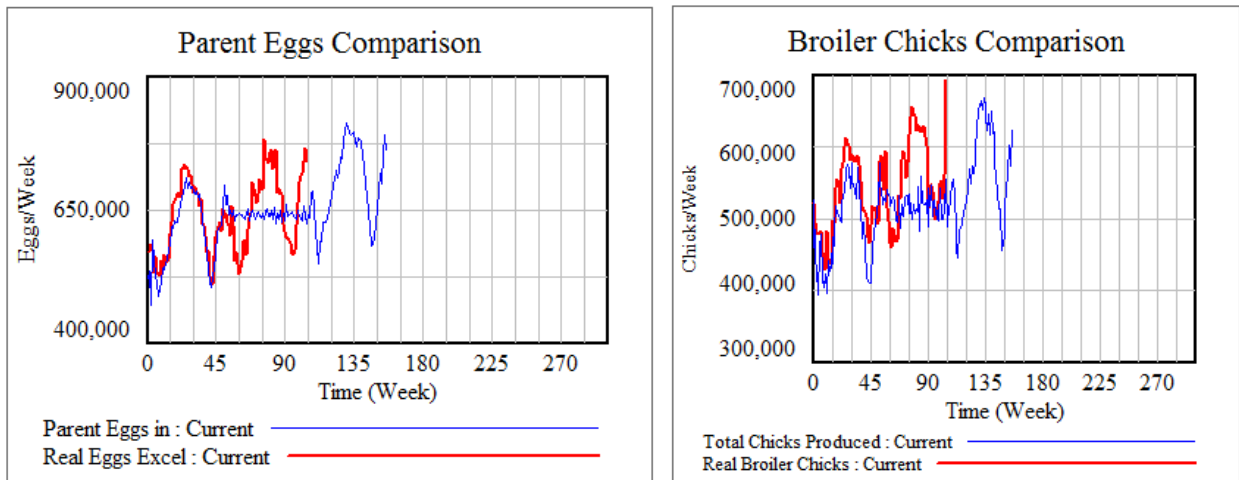 Parent Eggs Comparison
900,000
650,000
400,000
Eggs/Week
0 45 90 135 180 225 270
Time (Week)
Parent Eggs in : Current
Real Eggs Excel : Current
Broiler Chicks Comparison
700,000
600,000
500,000
400,000
300,000
Chicks/Week
0 45 90 135 180 225 270
Time (Week)
Total Chicks Produced : Current
Real Broiler Chicks : Current